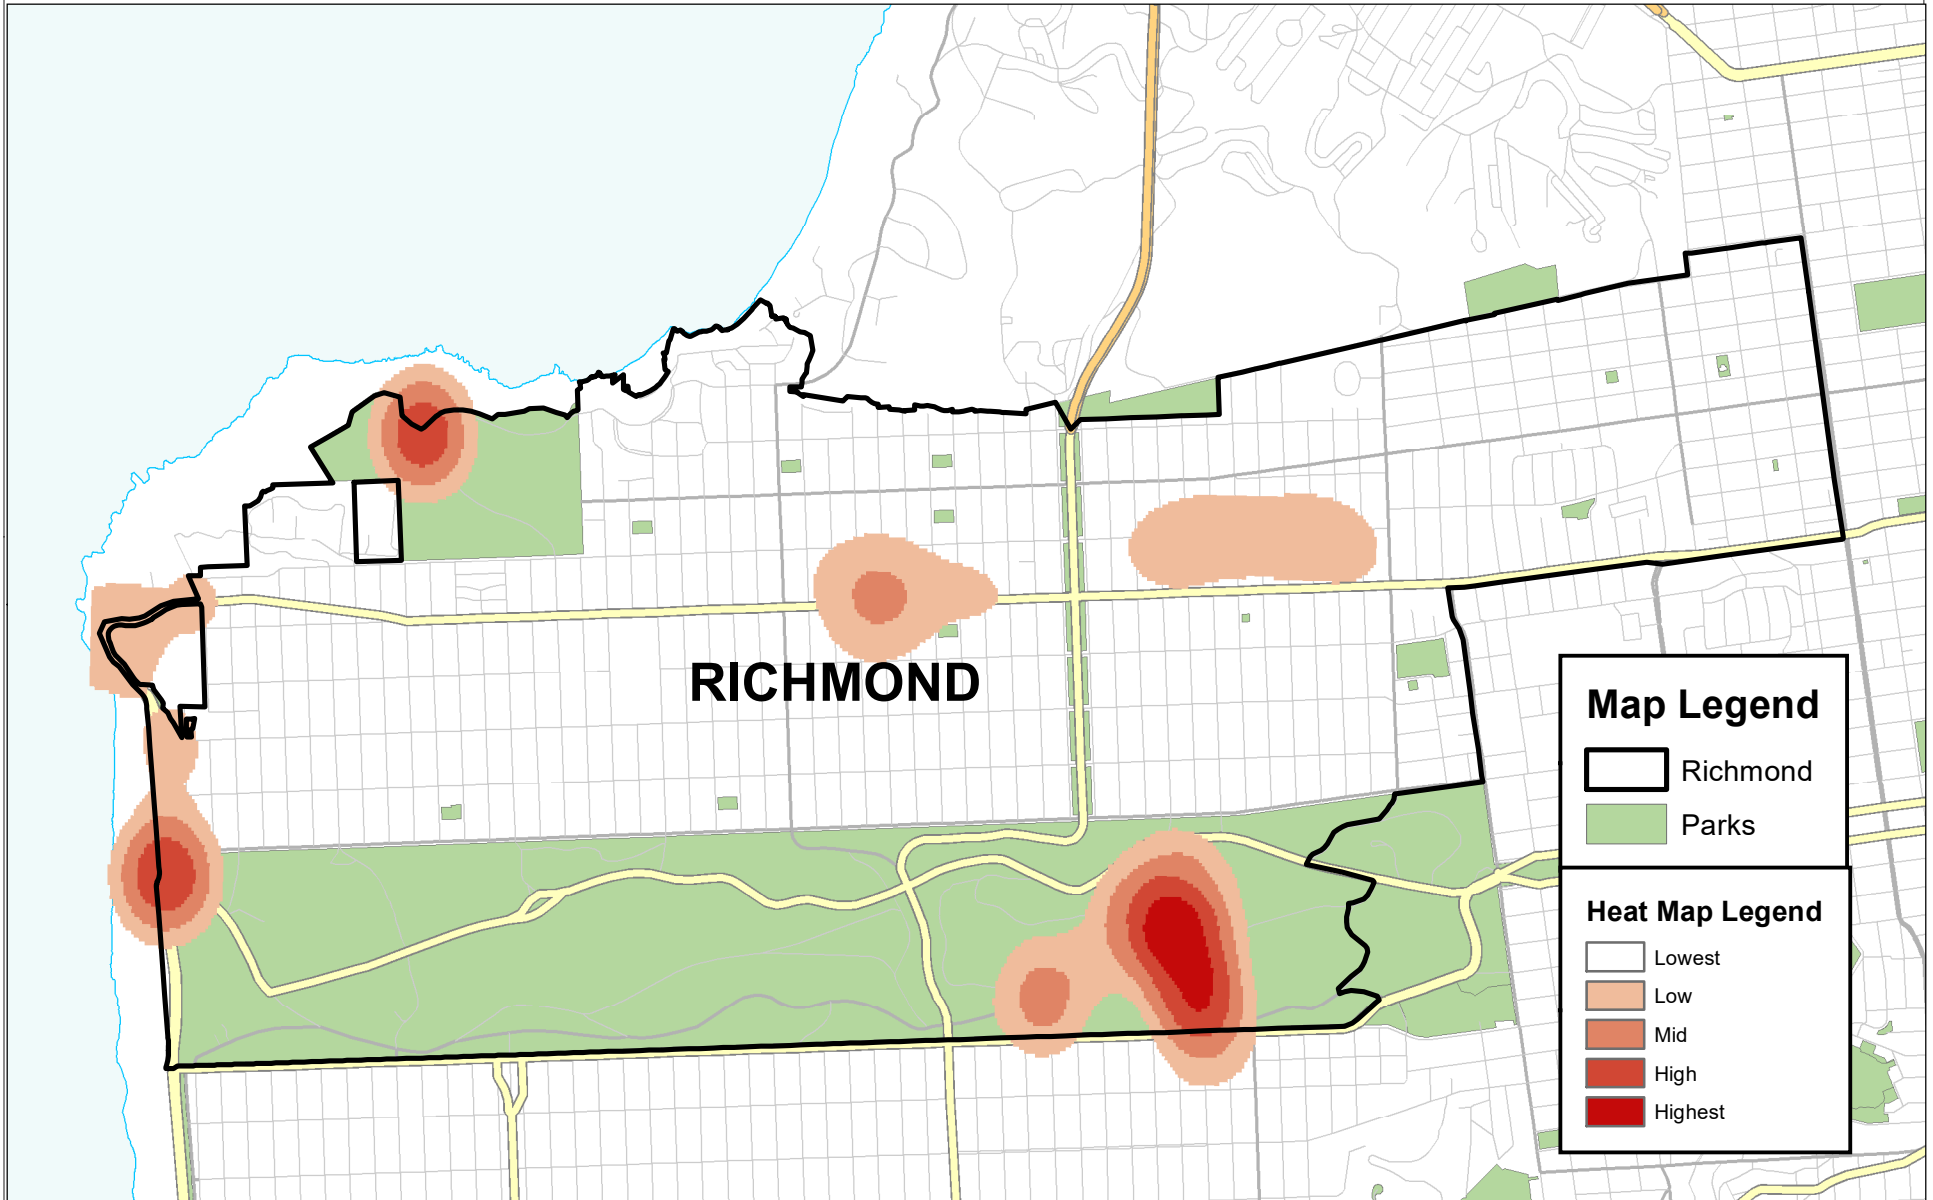 RICHMOND
Map Legend
Richmond
Parks
Heat Map Legend
Lowest
Low
Mid
High
Highest